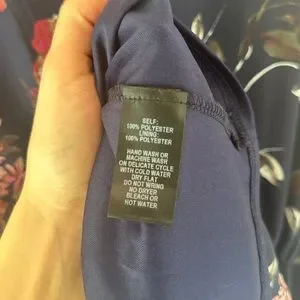 SELF:
100% POLYESTER
LINING:
100% POLYESTER
HAND WASH OR
MACHINE WASH
ON DELICATE CYCLE
WITH COLD WATER
DRY FLAT
DO NOT WRING
NO DRYER
BLEACH OR
HOT WATER